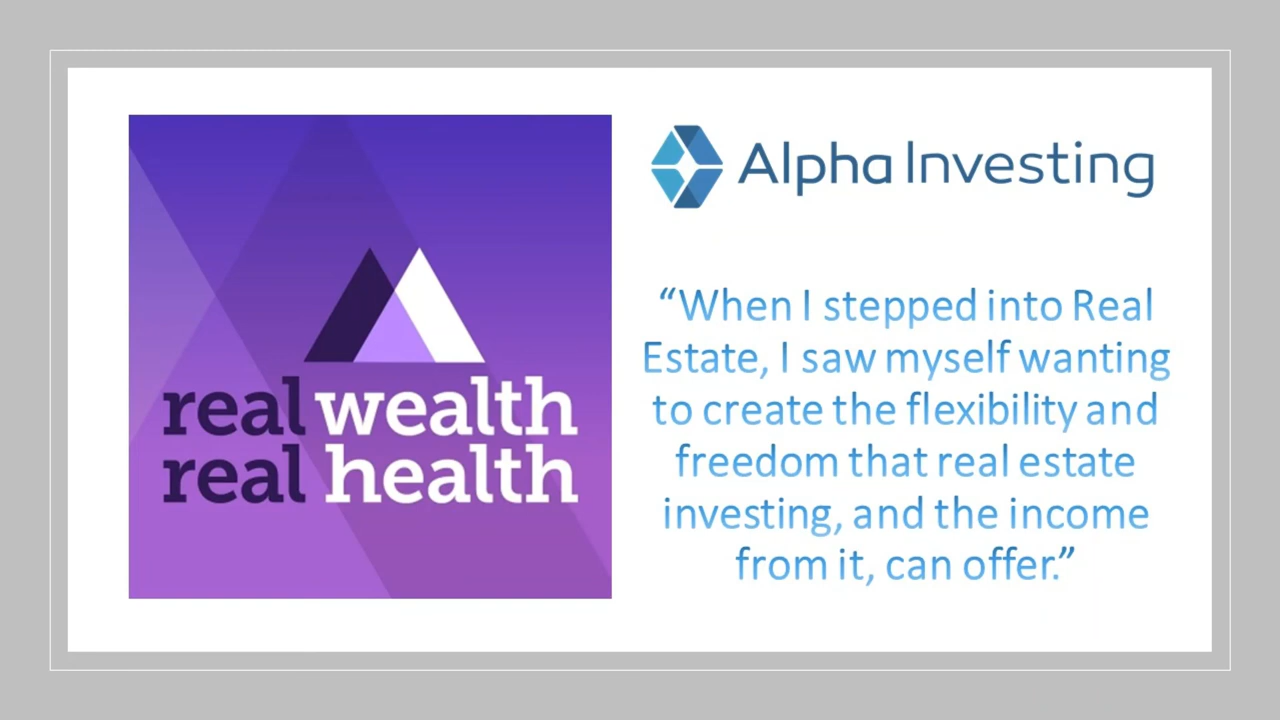 real wealth
real health
Alpha Investing
“When I stepped into Real
Estate, I saw myself wanting
to create the flexibility and
freedom that real estate
investing, and the income
from it, can offer.”